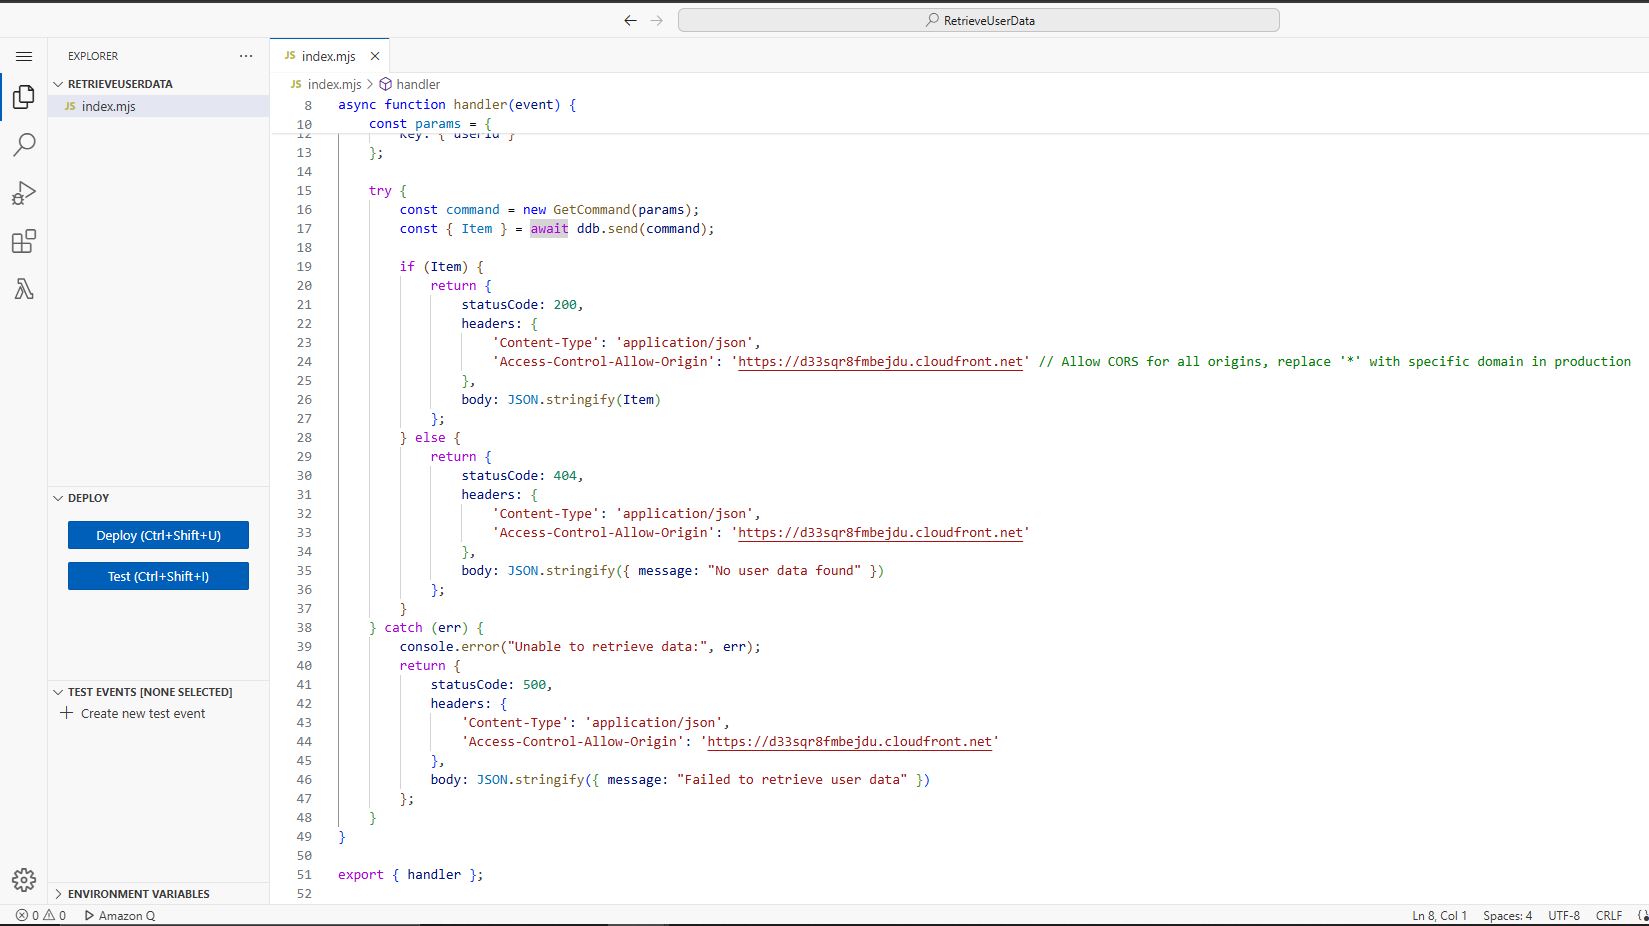 RetrieveUserData
EXPLORER
RETRIEVEUSERDATA
JS index.mjs
DEPLOY
Deploy (Ctrl+Shift+U)
Test (Ctrl+Shift+I)
TEST EVENTS [NONE SELECTED]
Create new test event
ENVIRONMENT VARIABLES
JS index.mjs
JS index.mjs > handler
8 async function handler(event) {
10 const params = {
12 Key: { userId }
13 };
14
15 try {
16 const command = new GetCommand(params);
17 const { Item } = await ddb.send(command);
18
19 if (Item) {
20 return {
21 statusCode: 200,
22 headers: {
23 'Content-Type': 'application/json',
24 'Access-Control-Allow-Origin': 'https://d33sqr8fmbejdu.cloudfront.net' // Allow CORS for all origins, replace '*' with specific domain in production
25 },
26 body: JSON.stringify(Item)
27 };
28 } else {
29 return {
30 statusCode: 404,
31 headers: {
32 'Content-Type': 'application/json',
33 'Access-Control-Allow-Origin': 'https://d33sqr8fmbejdu.cloudfront.net'
34 },
35 body: JSON.stringify({ message: "No user data found" })
36 };
37 }
38 } catch (err) {
39 console.error("Unable to retrieve data:", err);
40 return {
41 statusCode: 500,
42 headers: {
43 'Content-Type': 'application/json',
44 'Access-Control-Allow-Origin': 'https://d33sqr8fmbejdu.cloudfront.net'
45 },
46 body: JSON.stringify({ message: "Failed to retrieve user data" })
47 };
48 }
49 }
50
51 export { handler };
52
0 0 Amazon Q
Ln 8, Col 1 Spaces: 4 UTF-8 CRLF